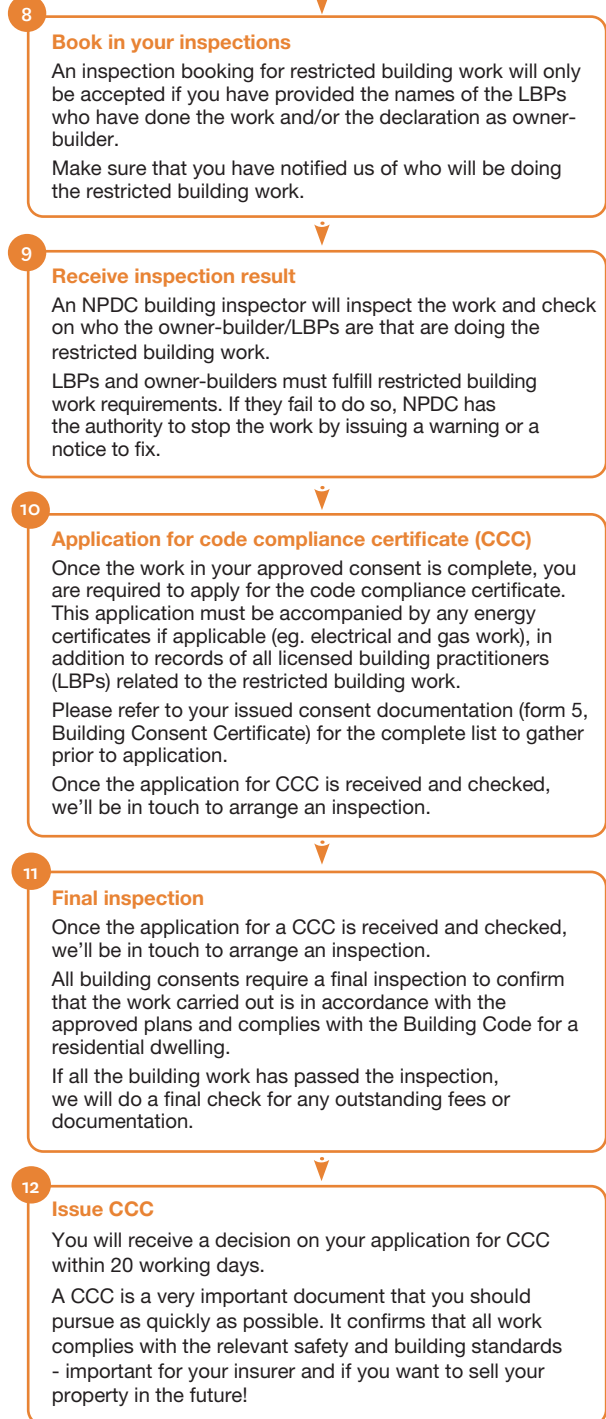 8
Book in your inspections
An inspection booking for restricted building work will only
be accepted if you have provided the names of the LBPs
who have done the work and/or the declaration as owner-
builder.
Make sure that you have notified us of who will be doing
the restricted building work.
9
Receive inspection result
An NPDC building inspector will inspect the work and check
on who the owner-builder/LBPs are that are doing the
restricted building work.
LBPs and owner-builders must fulfill restricted building
work requirements. If they fail to do so, NPDC has
the authority to stop the work by issuing a warning or a
notice to fix.
10
Application for code compliance certificate (CCC)
Once the work in your approved consent is complete, you
are required to apply for the code compliance certificate.
This application must be accompanied by any energy
certificates if applicable (eg. electrical and gas work), in
addition to records of all licensed building practitioners
(LBPs) related to the restricted building work.
Please refer to your issued consent documentation (form 5,
Building Consent Certificate) for the complete list to gather
prior to application.
Once the application for CCC is received and checked,
we’ll be in touch to arrange an inspection.
11
Final inspection
Once the application for a CCC is received and checked,
we’ll be in touch to arrange an inspection.
All building consents require a final inspection to confirm
that the work carried out is in accordance with the
approved plans and complies with the Building Code for a
residential dwelling.
If all the building work has passed the inspection,
we will do a final check for any outstanding fees or
documentation.
12
Issue CCC
You will receive a decision on your application for CCC
within 20 working days.
A CCC is a very important document that you should
pursue as quickly as possible. It confirms that all work
complies with the relevant safety and building standards
- important for your insurer and if you want to sell your
property in the future!